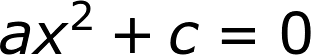 ax² + c = 0